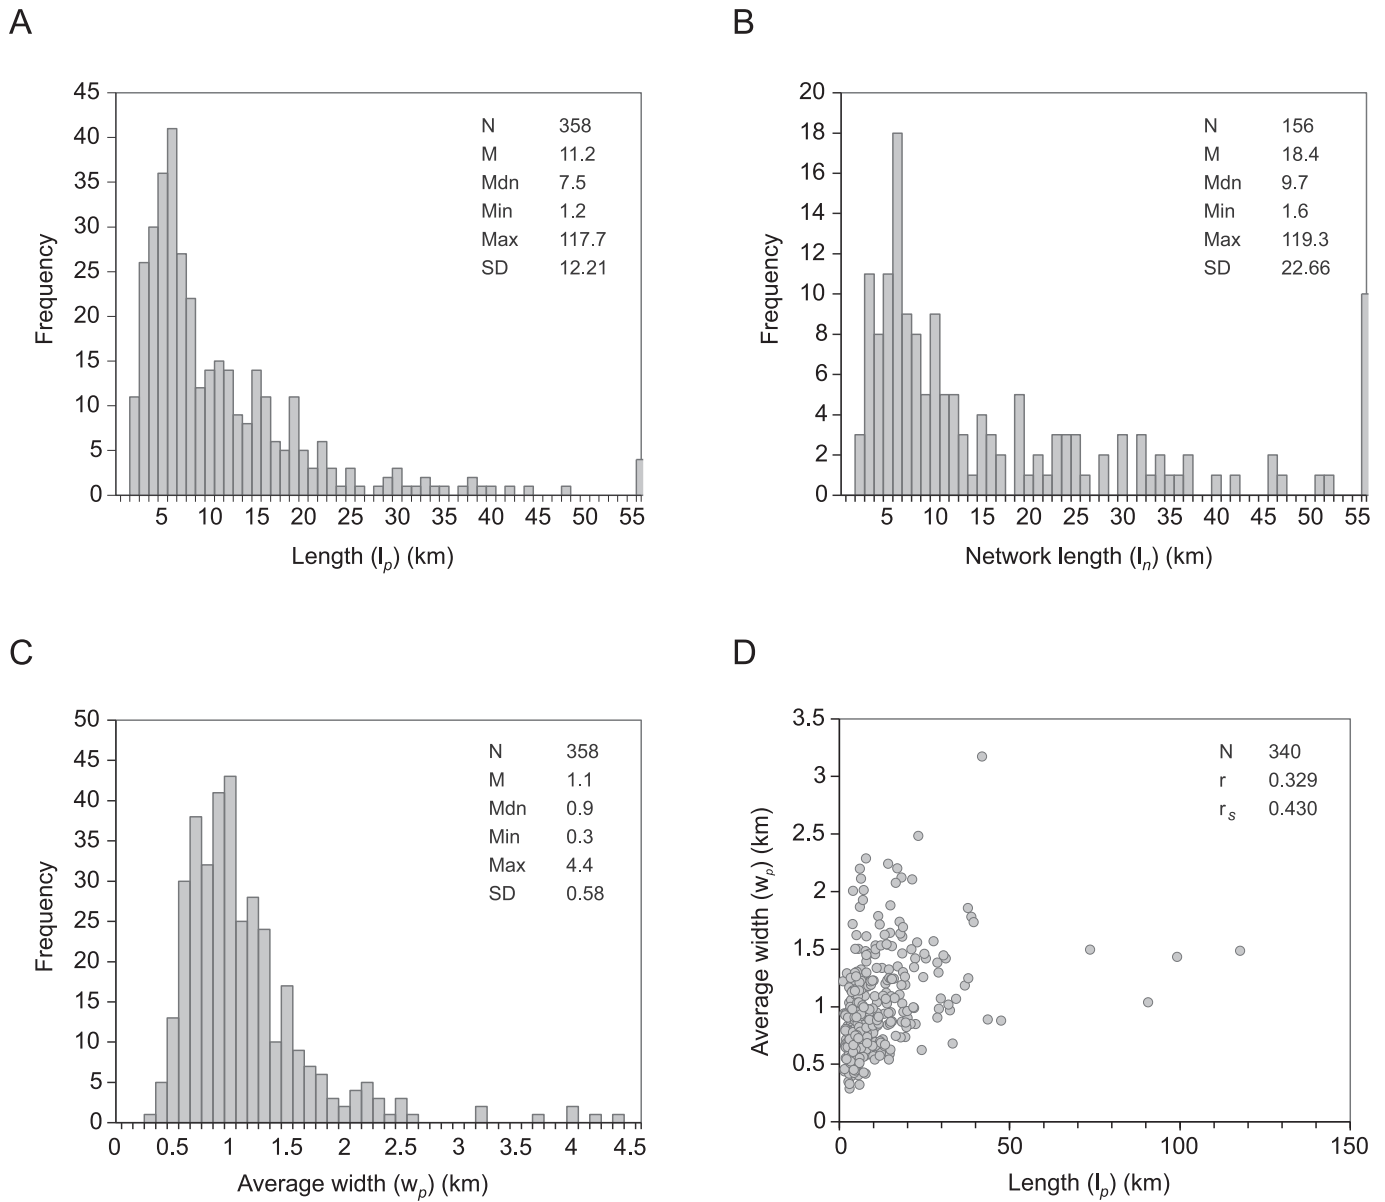 A
45
40
35
30
25
20
15
10
5
0
Frequency
N 358
M 11.2
Mdn 7.5
Min 1.2
Max 117.7
SD 12.21
5 10 15 20 25 30 35 40 45 50 55
Length (lp) (km)
B
20
18
16
14
12
10
8
6
4
2
0
Frequency
N 156
M 18.4
Mdn 9.7
Min 1.6
Max 119.3
SD 22.66
5 10 15 20 25 30 35 40 45 50 55
Network length (ln) (km)
C
50
45
40
35
30
25
20
15
10
5
0
Frequency
N 358
M 1.1
Mdn 0.9
Min 0.3
Max 4.4
SD 0.58
0 0.5 1 1.5 2 2.5 3 3.5 4 4.5
Average width (wp) (km)
D
3.5
3
2.5
2
1.5
1
0.5
0
Average width (wp) (km)
N 340
r 0.329
rs 0.430
0 50 100 150
Length (lp) (km)